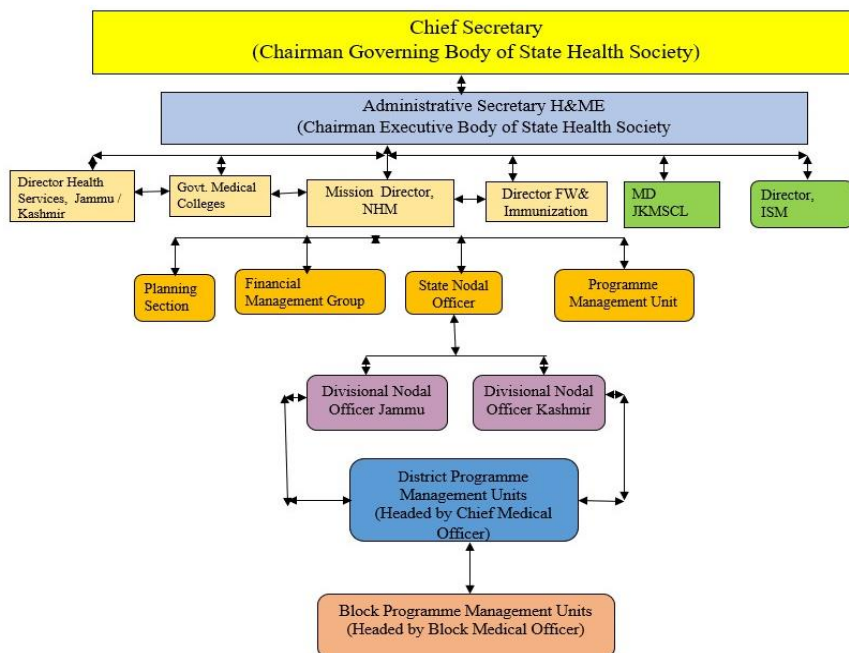 Chief Secretary
(Chairman Governing Body of State Health Society)
Administrative Secretary H&ME
(Chairman Executive Body of State Health Society
Director Health
Services, Jammu /
Kashmir
Govt. Medical
Colleges
Mission Director,
NHM
Director FW&
Immunization
MD
JKMSCL
Director,
ISM
Planning
Section
Financial
Management Group
State Nodal
Officer
Programme
Management Unit
Divisional Nodal
Officer Jammu
Divisional Nodal
Officer Kashmir
District Programme
Management Units
(Headed by Chief Medical
Officer)
Block Programme Management Units
(Headed by Block Medical Officer)